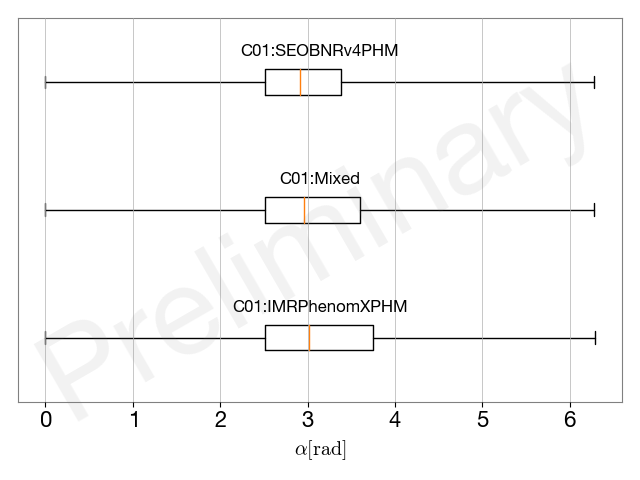 C01:SEOBNRv4PHM
C01:Mixed
C01:IMRPhenomXPHM
Preliminary
0 1 2 3 4 5 6
α[rad]